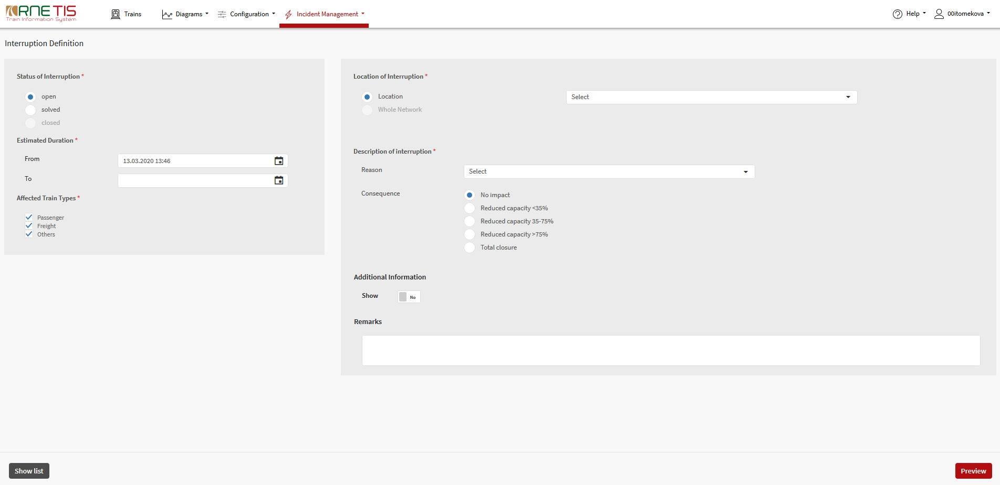 RNE TIS
Train Information System
Trains
Diagrams
Configuration
Incident Management
Help
00itomekova
Interruption Definition
Status of Interruption *
open
solved
closed
Estimated Duration *
From
13.03.2020 13:46
To
Affected Train Types *
Passenger
Freight
Others
Location of Interruption *
Location
Select
Whole Network
Description of interruption *
Reason
Select
Consequence
No impact
Reduced capacity <35%
Reduced capacity 35-75%
Reduced capacity >75%
Total closure
Additional Information
Show
No
Remarks
Show list
Preview